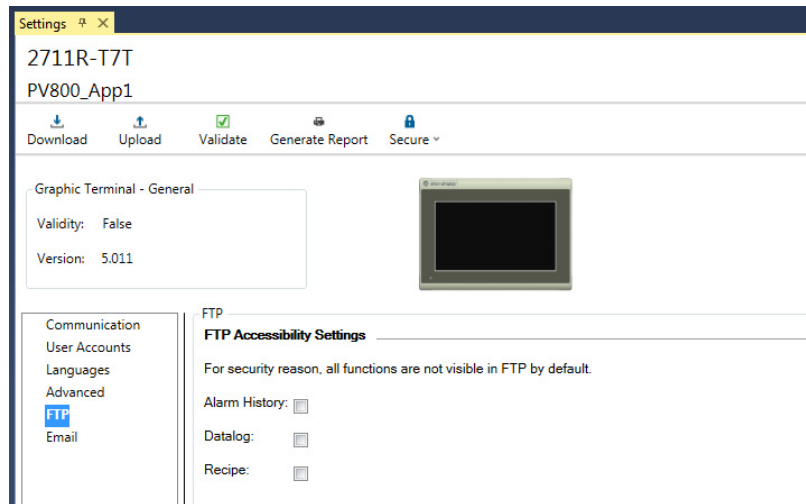 Settings
2711R-T7T
PV800_App1
Download Upload Validate Generate Report Secure
Graphic Terminal - General
Validity: False
Version: 5.011
Communication
User Accounts
Languages
Advanced
FTP
Email
FTP
FTP Accessibility Settings
For security reason, all functions are not visible in FTP by default.
Alarm History:
Datalog:
Recipe: